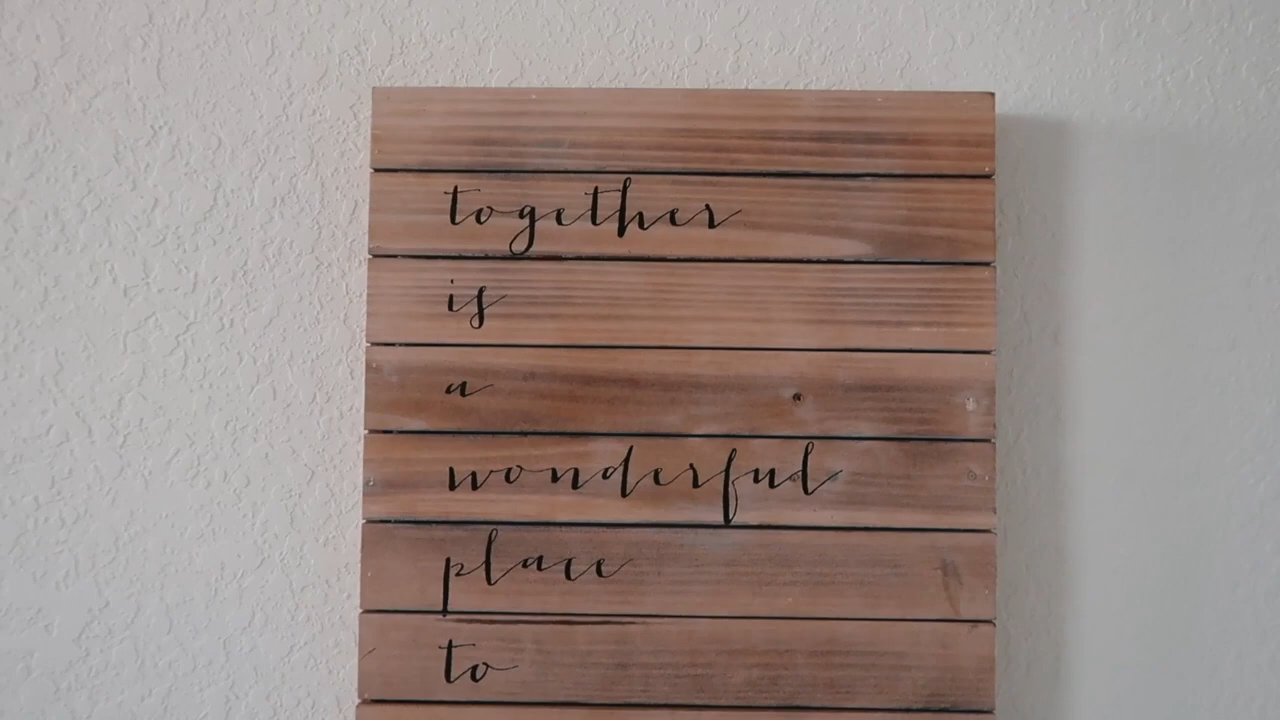 together
is
a
wonderful
place
to